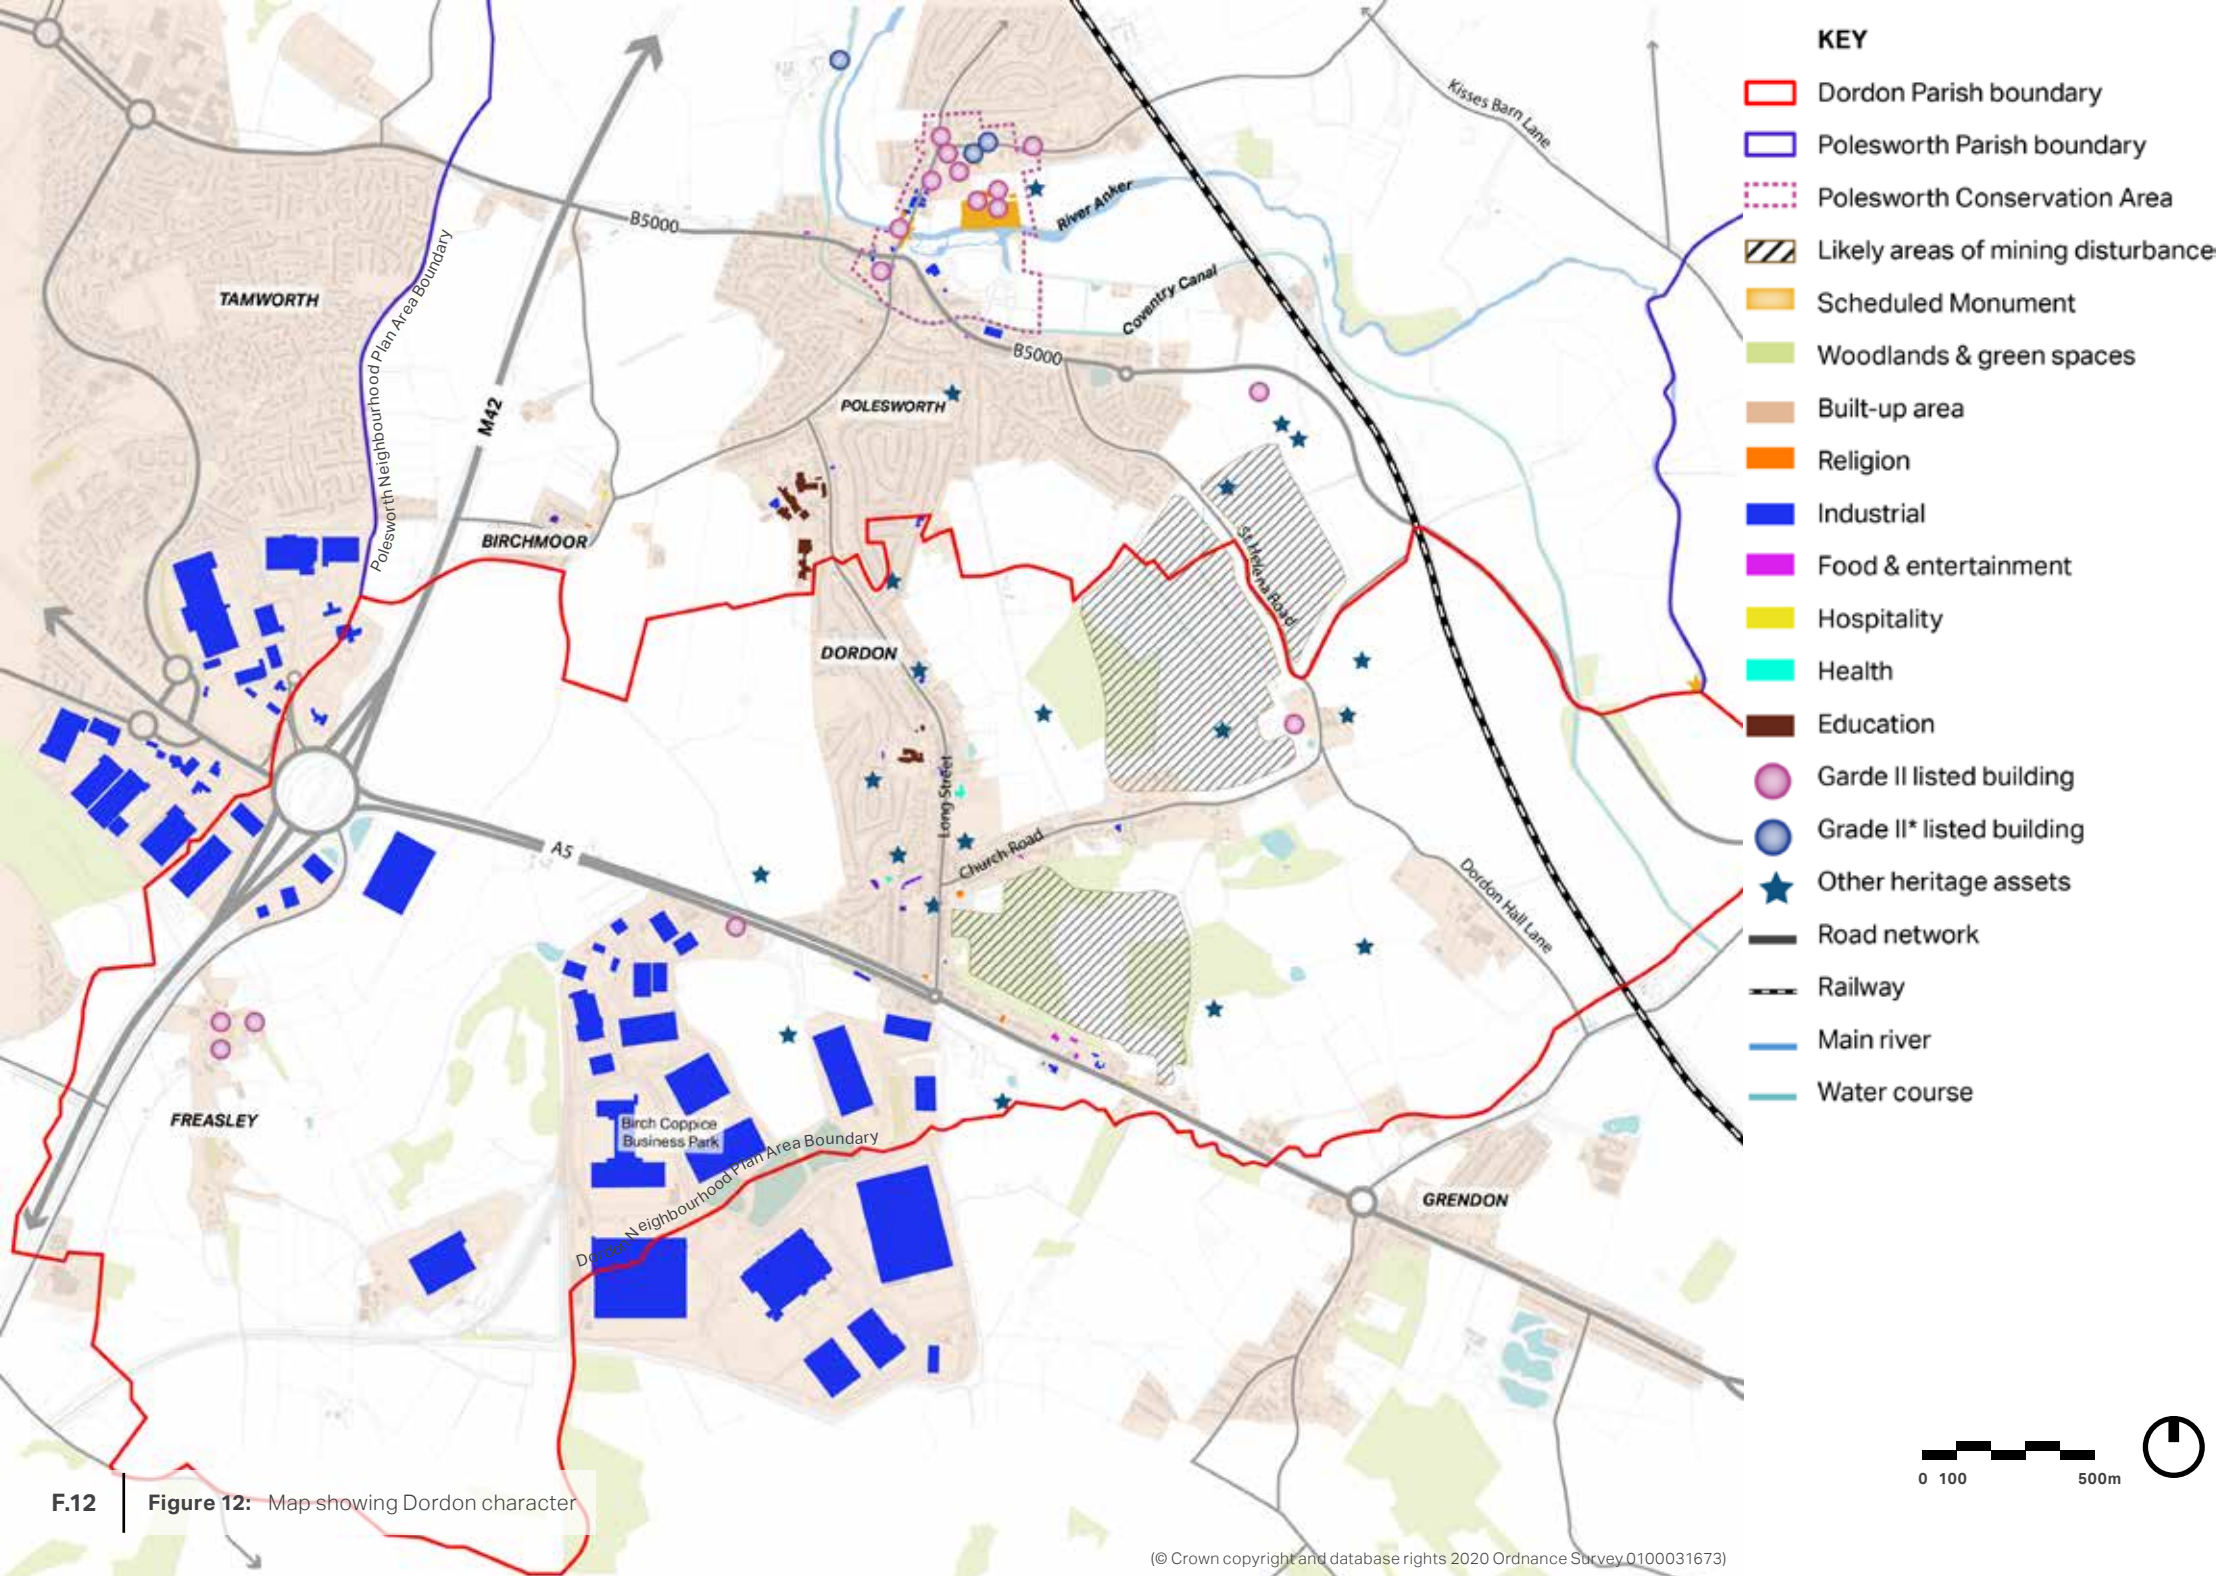 KEY
Dordon Parish boundary
Polesworth Parish boundary
Polesworth Conservation Area
Likely areas of mining disturbance
Scheduled Monument
Woodlands & green spaces
Built-up area
Religion
Industrial
Food & entertainment
Hospitality
Health
Education
Garde II listed building
Grade II* listed building
Other heritage assets
Road network
Railway
Main river
Water course
0 100 500m
Kisses Barn Lane
B5000
River Anker
Coventry Canal
TAMWORTH
Polesworth Neighbourhood Plan Area Boundary
M42
B5000
POLESWORTH
BIRCHMOOR
St Helena Road
DORDON
Long Street
A5
Church Road
Dordon Hall Lane
FREASLEY
Birch Coppice
Business Park
Dordon Neighbourhood Plan Area Boundary
GRENDON
F.12
Figure 12: Map showing Dordon character
(© Crown copyright and database rights 2020 Ordnance Survey 0100031673)